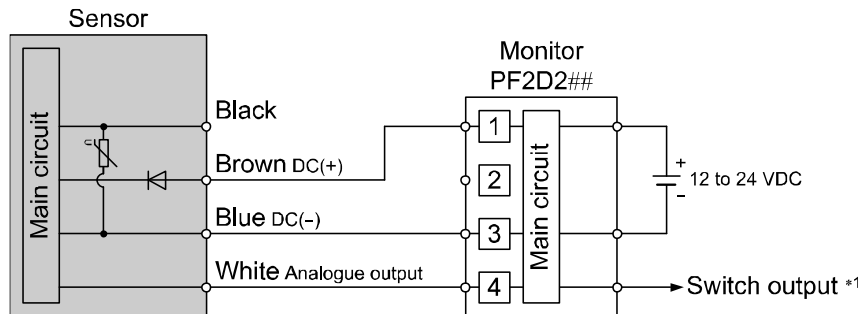 Sensor
Monitor
PF2D2##
Main circuit
n
Black
Brown DC(+)
Blue DC(−)
White Analogue output
1
2
3
4
Main circuit
+
−
12 to 24 VDC
Switch output *1